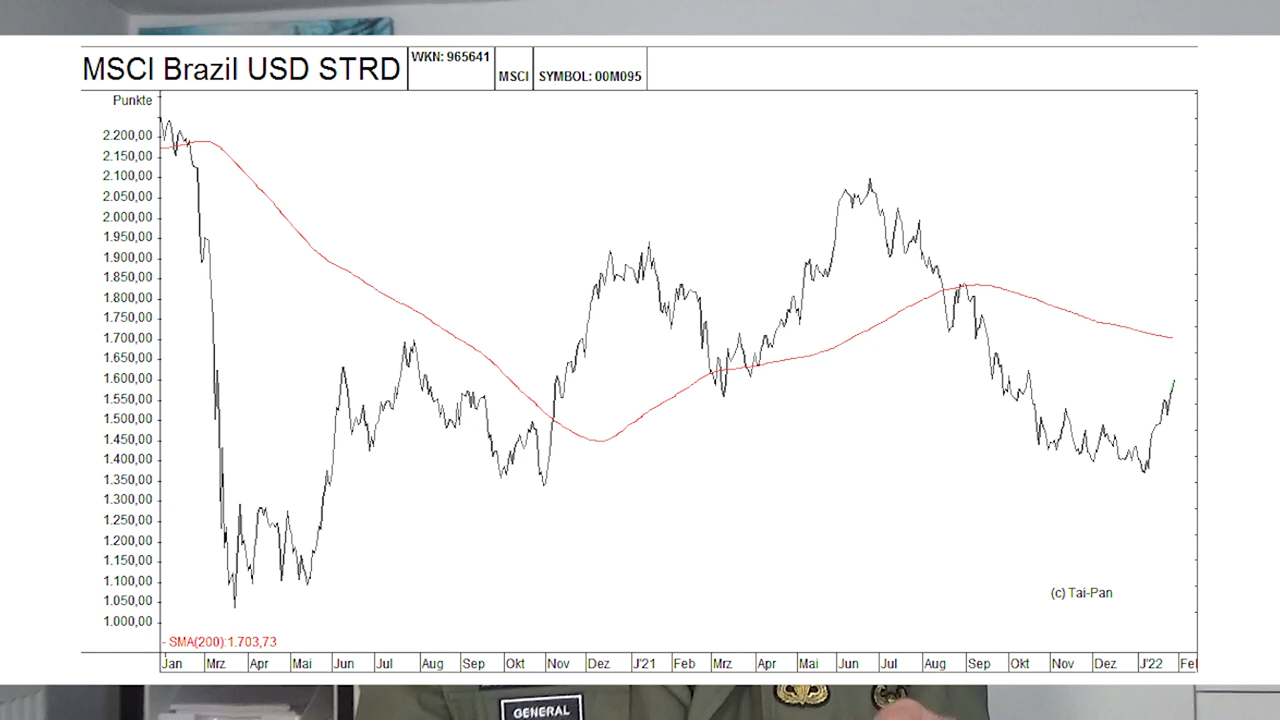 MSCI Brazil USD STRD
WKN: 965641
MSCI
SYMBOL: 00M095
Punkte
2.200,00
2.150,00
2.100,00
2.050,00
2.000,00
1.950,00
1.900,00
1.850,00
1.800,00
1.750,00
1.700,00
1.650,00
1.600,00
1.550,00
1.500,00
1.450,00
1.400,00
1.350,00
1.300,00
1.250,00
1.200,00
1.150,00
1.100,00
1.050,00
1.000,00
(c) Tai-Pan
- SMA(200):1.703,73
Jan Mrz Apr Mai Jun Jul Aug Sep Okt Nov Dez J'21 Feb Mrz Apr Mai Jun Jul Aug Sep Okt Nov Dez J'22 Fel
GENERAL